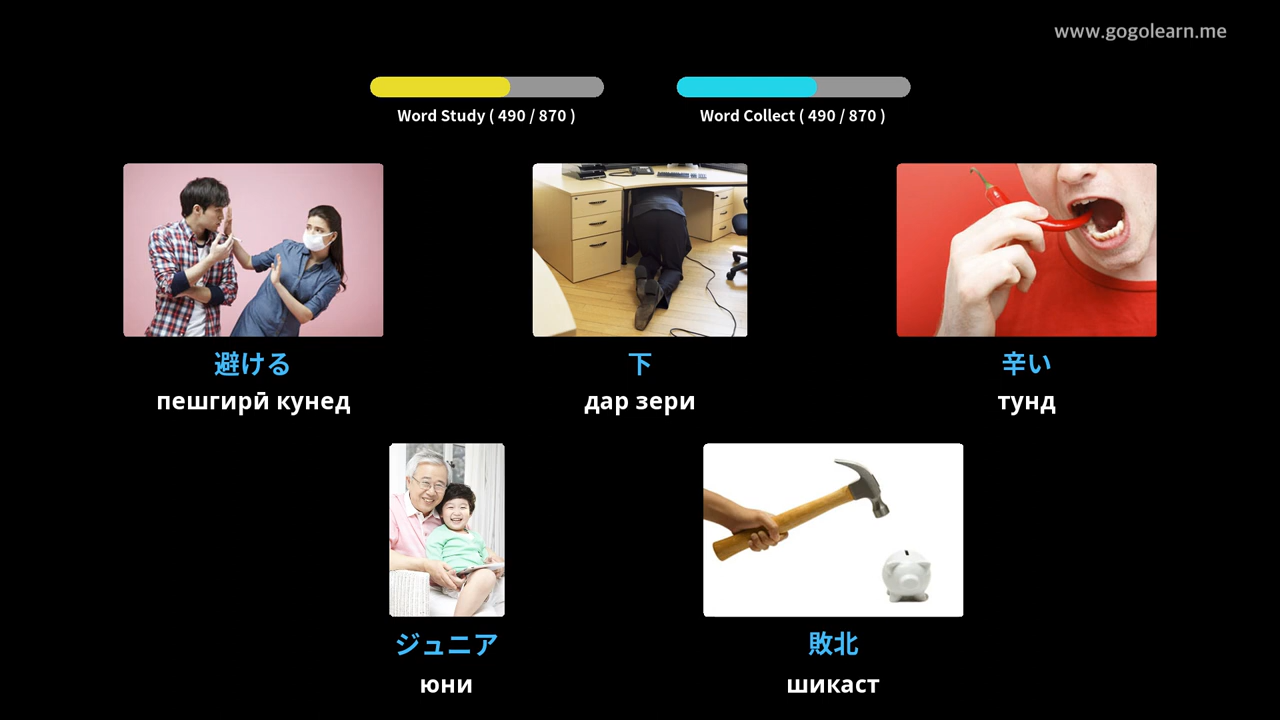 www.gogolearn.me
Word Study ( 490 / 870 )
Word Collect ( 490 / 870 )
避ける
下
辛い
пешгирӣ кунед
дар зери
тунд
ジュニア
敗北
юни
шикаст